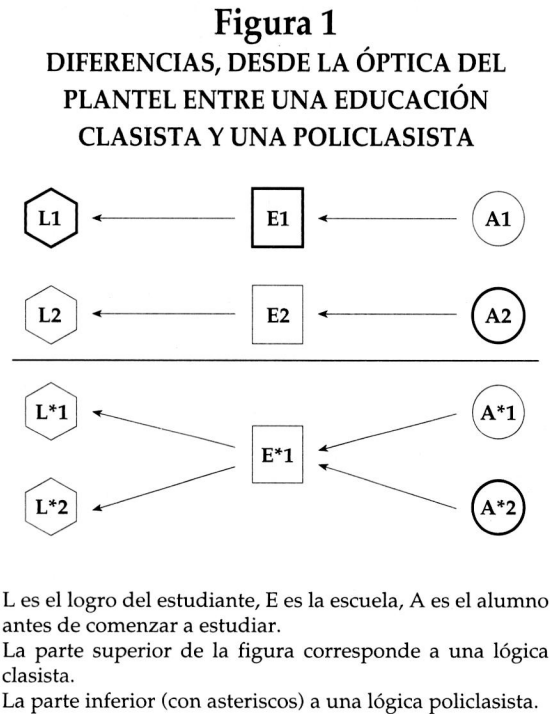 Figura 1
DIFERENCIAS, DESDE LA ÓPTICA DEL
PLANTEL ENTRE UNA EDUCACIÓN
CLASISTA Y UNA POLICLASISTA
L1 E1 A1
L2 E2 A2
L*1 A*1
E*1
L*2 A*2
L es el logro del estudiante, E es la escuela, A es el alumno
antes de comenzar a estudiar.
La parte superior de la figura corresponde a una lógica
clasista.
La parte inferior (con asteriscos) a una lógica policlasista.